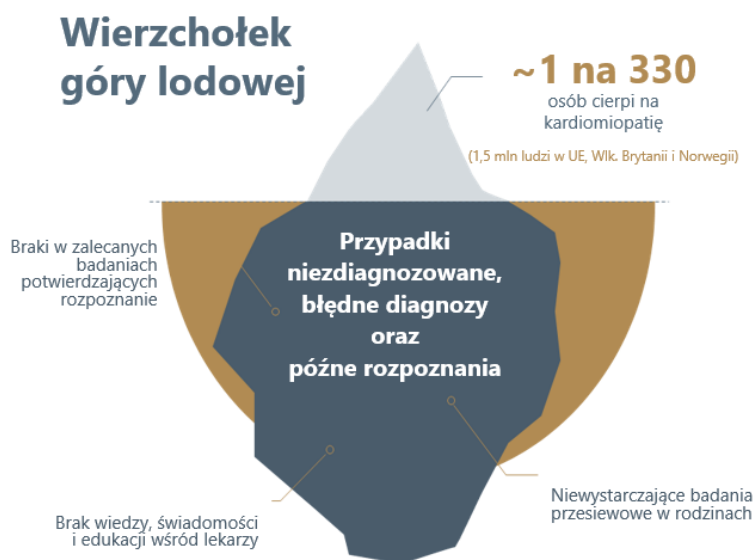 Wierzchołek
góry lodowej
~1 na 330
osób cierpi na
kardiomiopatię
(1,5 mln ludzi w UE, Wlk. Brytanii i Norwegii)
Przypadki
niezdiagnozowane,
błędne diagnozy
oraz
późne rozpoznania
Braki w zalecanych
badaniach
potwierdzających
rozpoznanie
Brak wiedzy, świadomości
i edukacji wśród lekarzy
Niewystarczające badania
przesiewowe w rodzinach